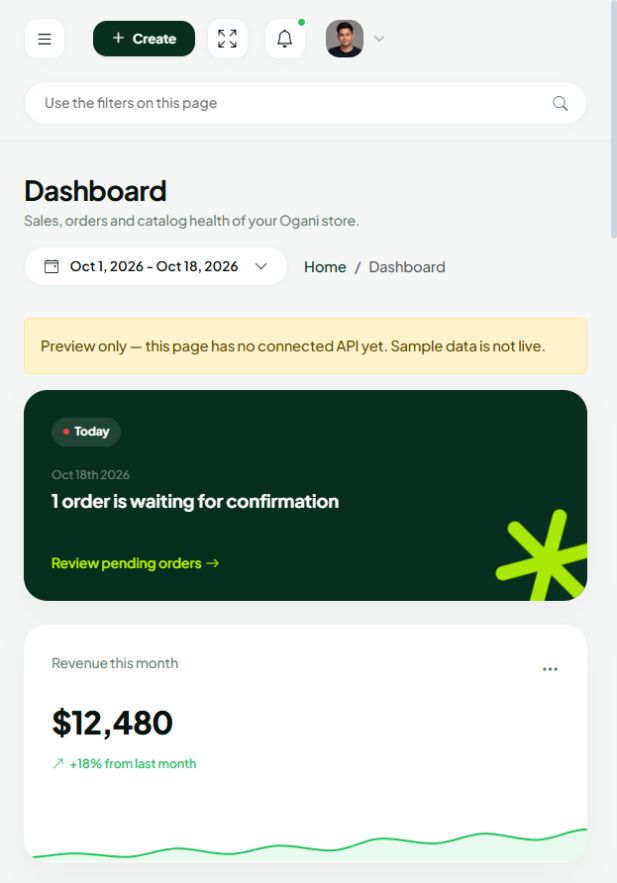 + Create
Use the filters on this page
Dashboard
Sales, orders and catalog health of your Ogani store.
Oct 1, 2026 - Oct 18, 2026
Home / Dashboard
Preview only — this page has no connected API yet. Sample data is not live.
Today
Oct 18th 2026
1 order is waiting for confirmation
Review pending orders →
Revenue this month
$12,480
↗ +18% from last month